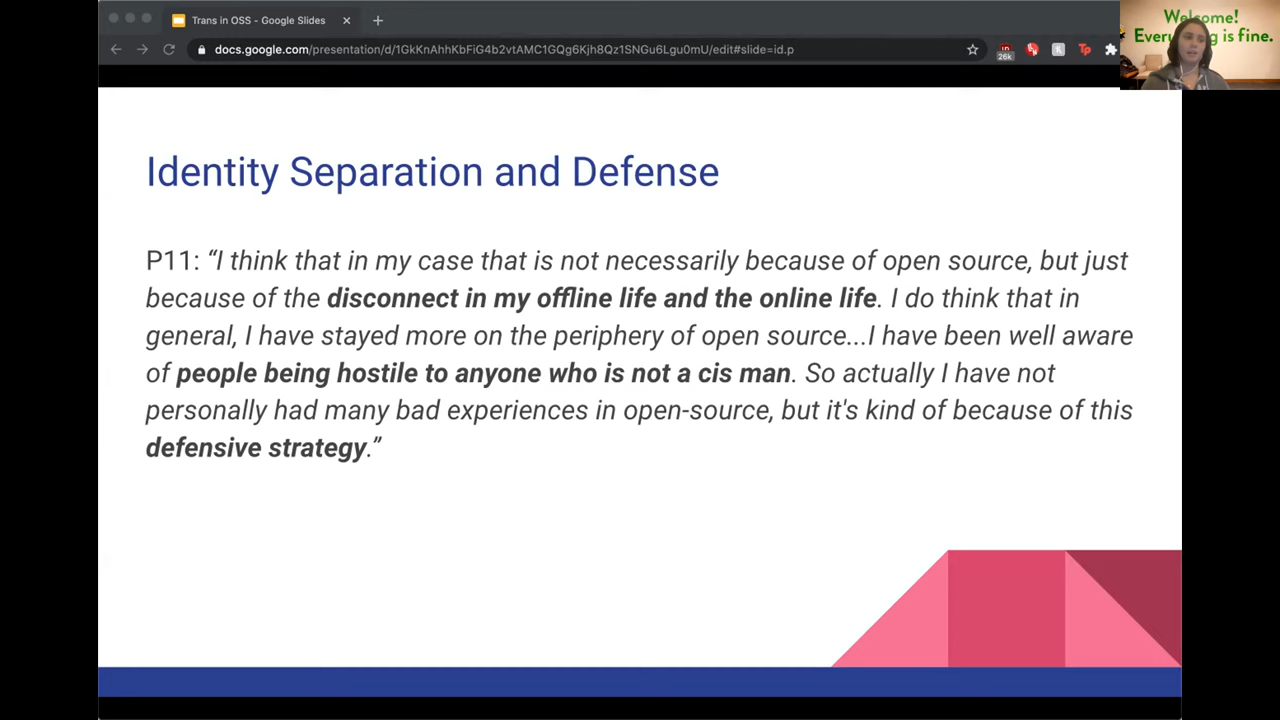 Trans in OSS - Google Slides
docs.google.com/presentation/d/1GkKnAhhKbFiG4b2vtAMC1GQg6Kjh8Qz1SNGu6Lgu0mU/edit#slide=id.p
26k
Tp
Welcome!
Everything is fine.
Identity Separation and Defense
P11: “I think that in my case that is not necessarily because of open source, but just
because of the disconnect in my offline life and the online life. I do think that in
general, I have stayed more on the periphery of open source...I have been well aware
of people being hostile to anyone who is not a cis man. So actually I have not
personally had many bad experiences in open-source, but it's kind of because of this
defensive strategy.”